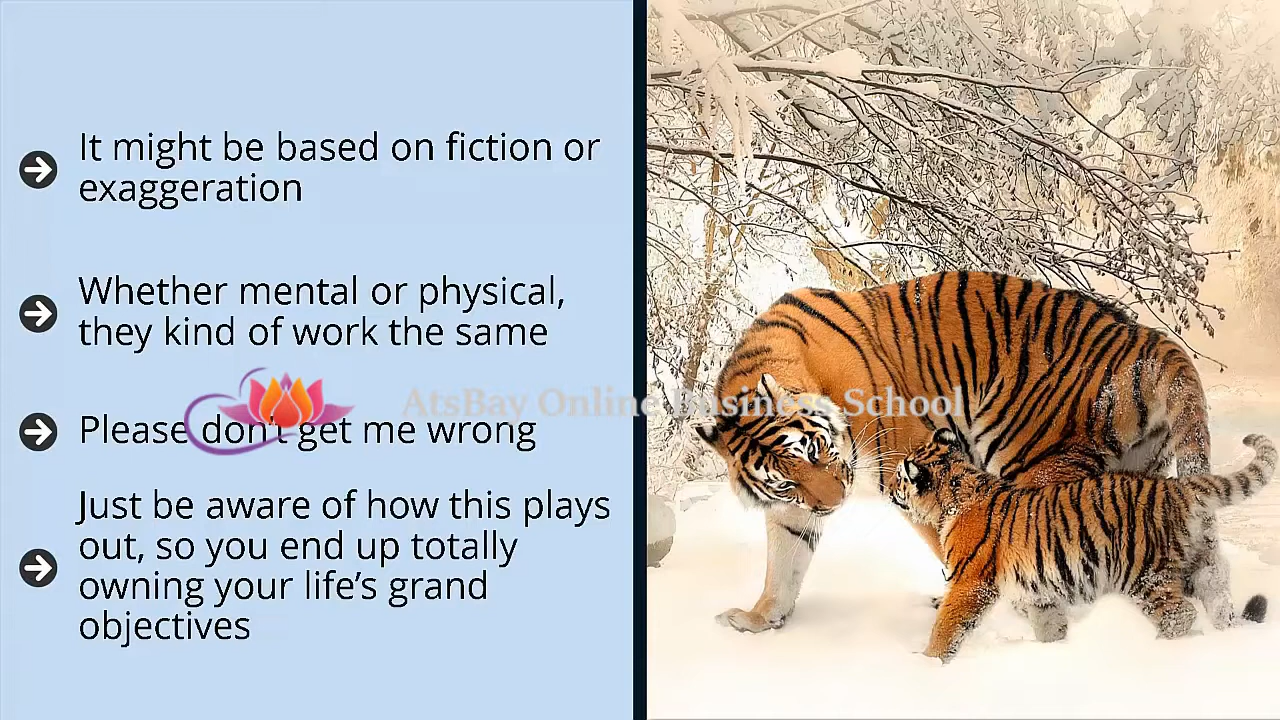 It might be based on fiction or
exaggeration
Whether mental or physical,
they kind of work the same
AtsBay Online Business School
Please don't get me wrong
Just be aware of how this plays
out, so you end up totally
owning your life’s grand
objectives